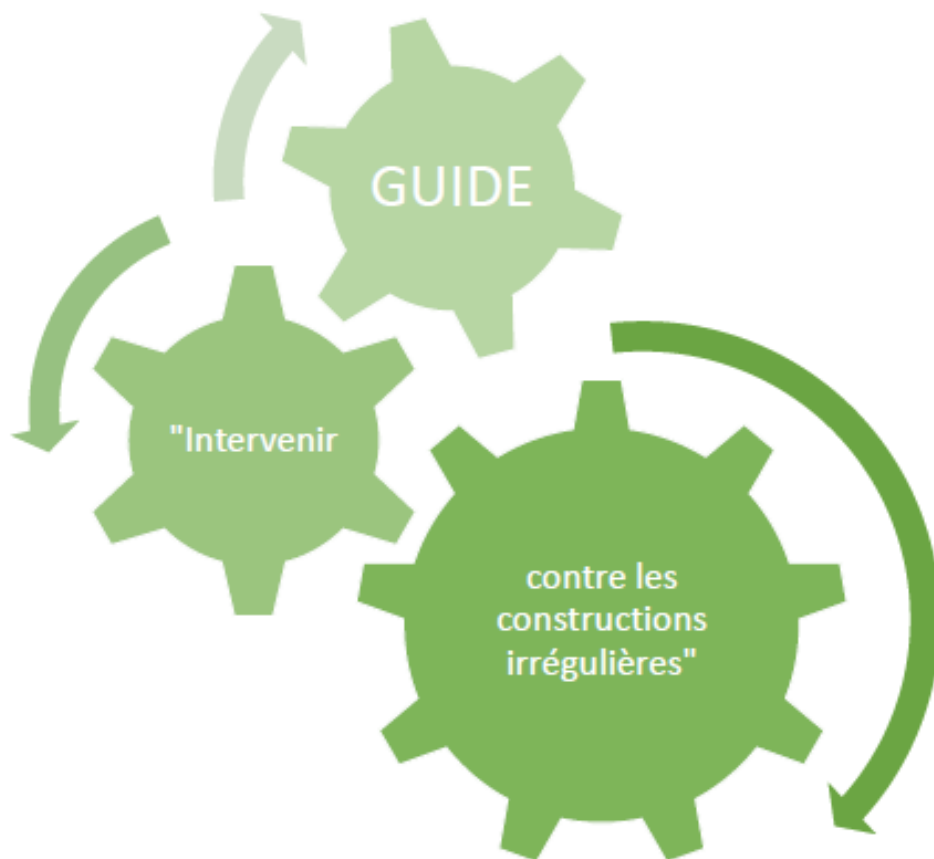 GUIDE
"Intervenir
contre les
constructions
irrégulières"